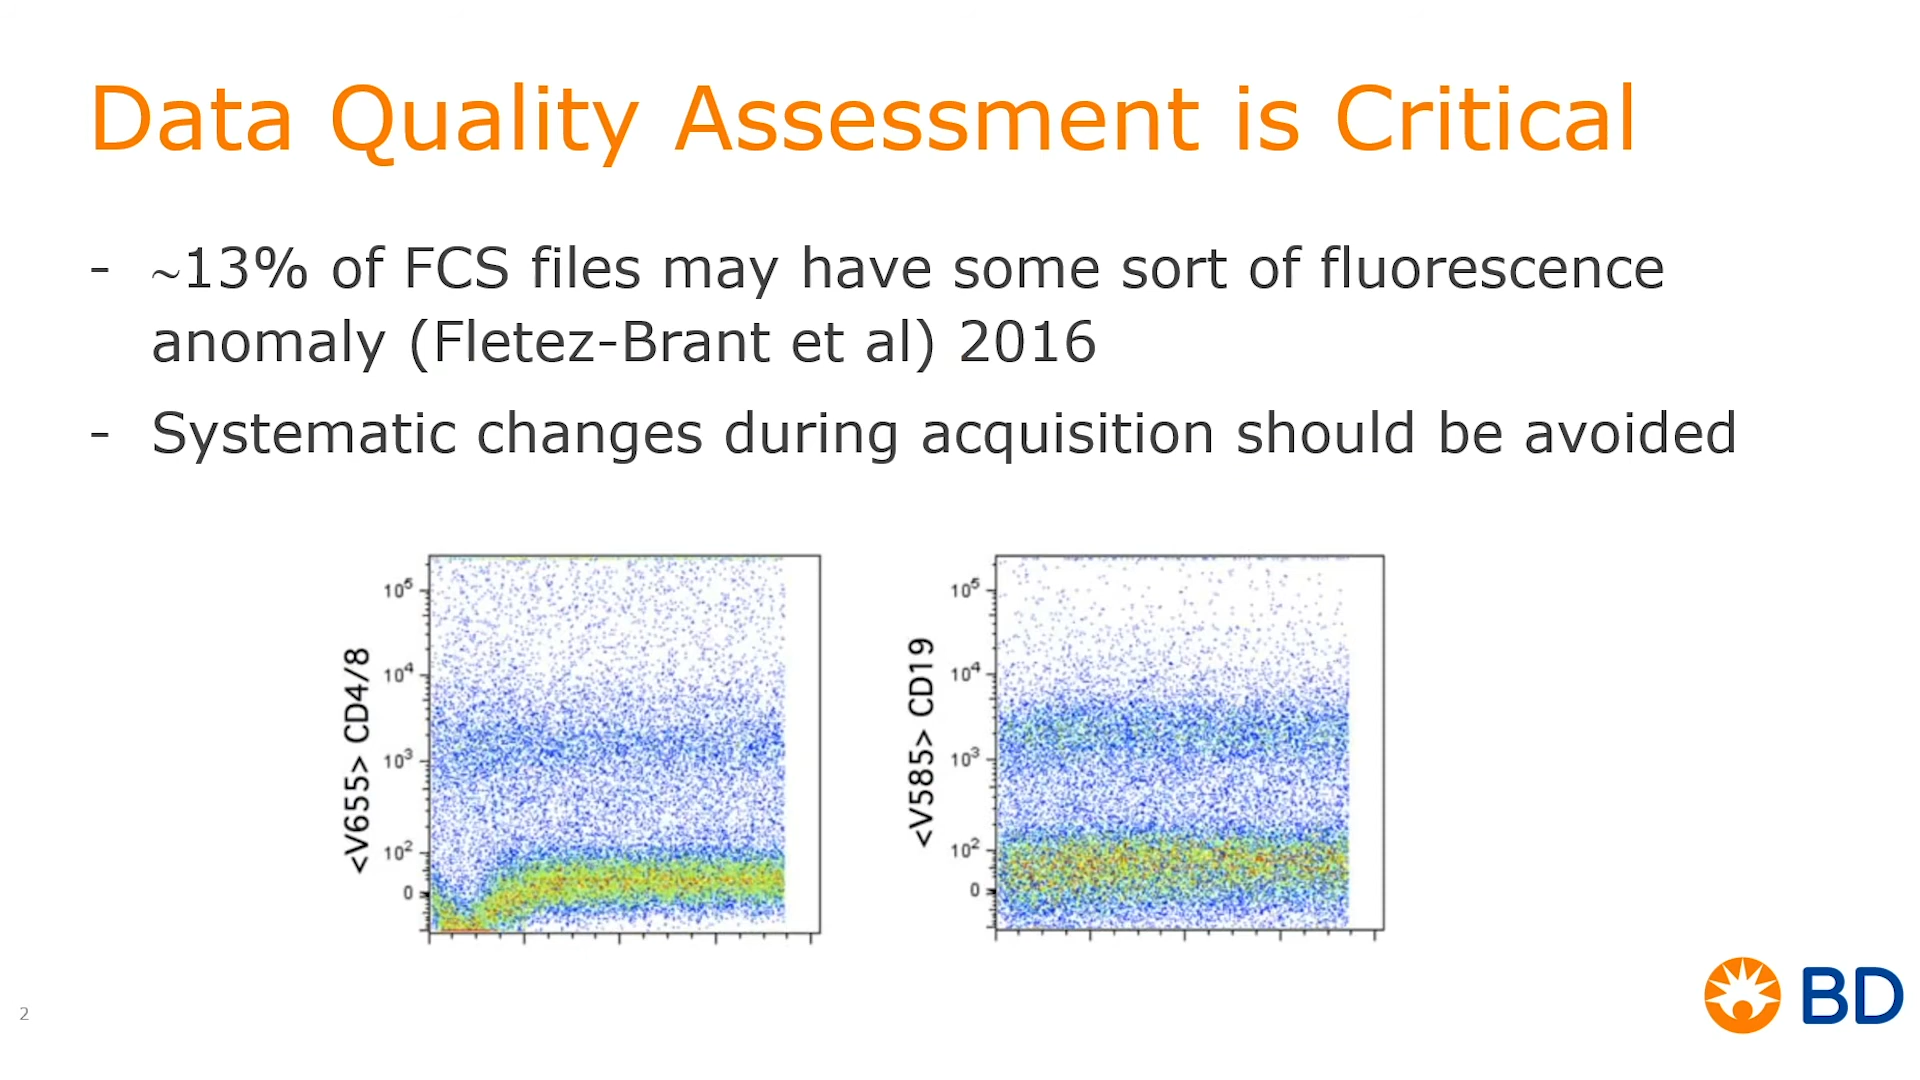 Data Quality Assessment is Critical
- ~13% of FCS files may have some sort of fluorescence
anomaly (Fletez-Brant et al) 2016
- Systematic changes during acquisition should be avoided
<V655> CD4/8
10⁵
10⁴
10³
10²
0
<V585> CD19
10⁵
10⁴
10³
10²
0
2
BD